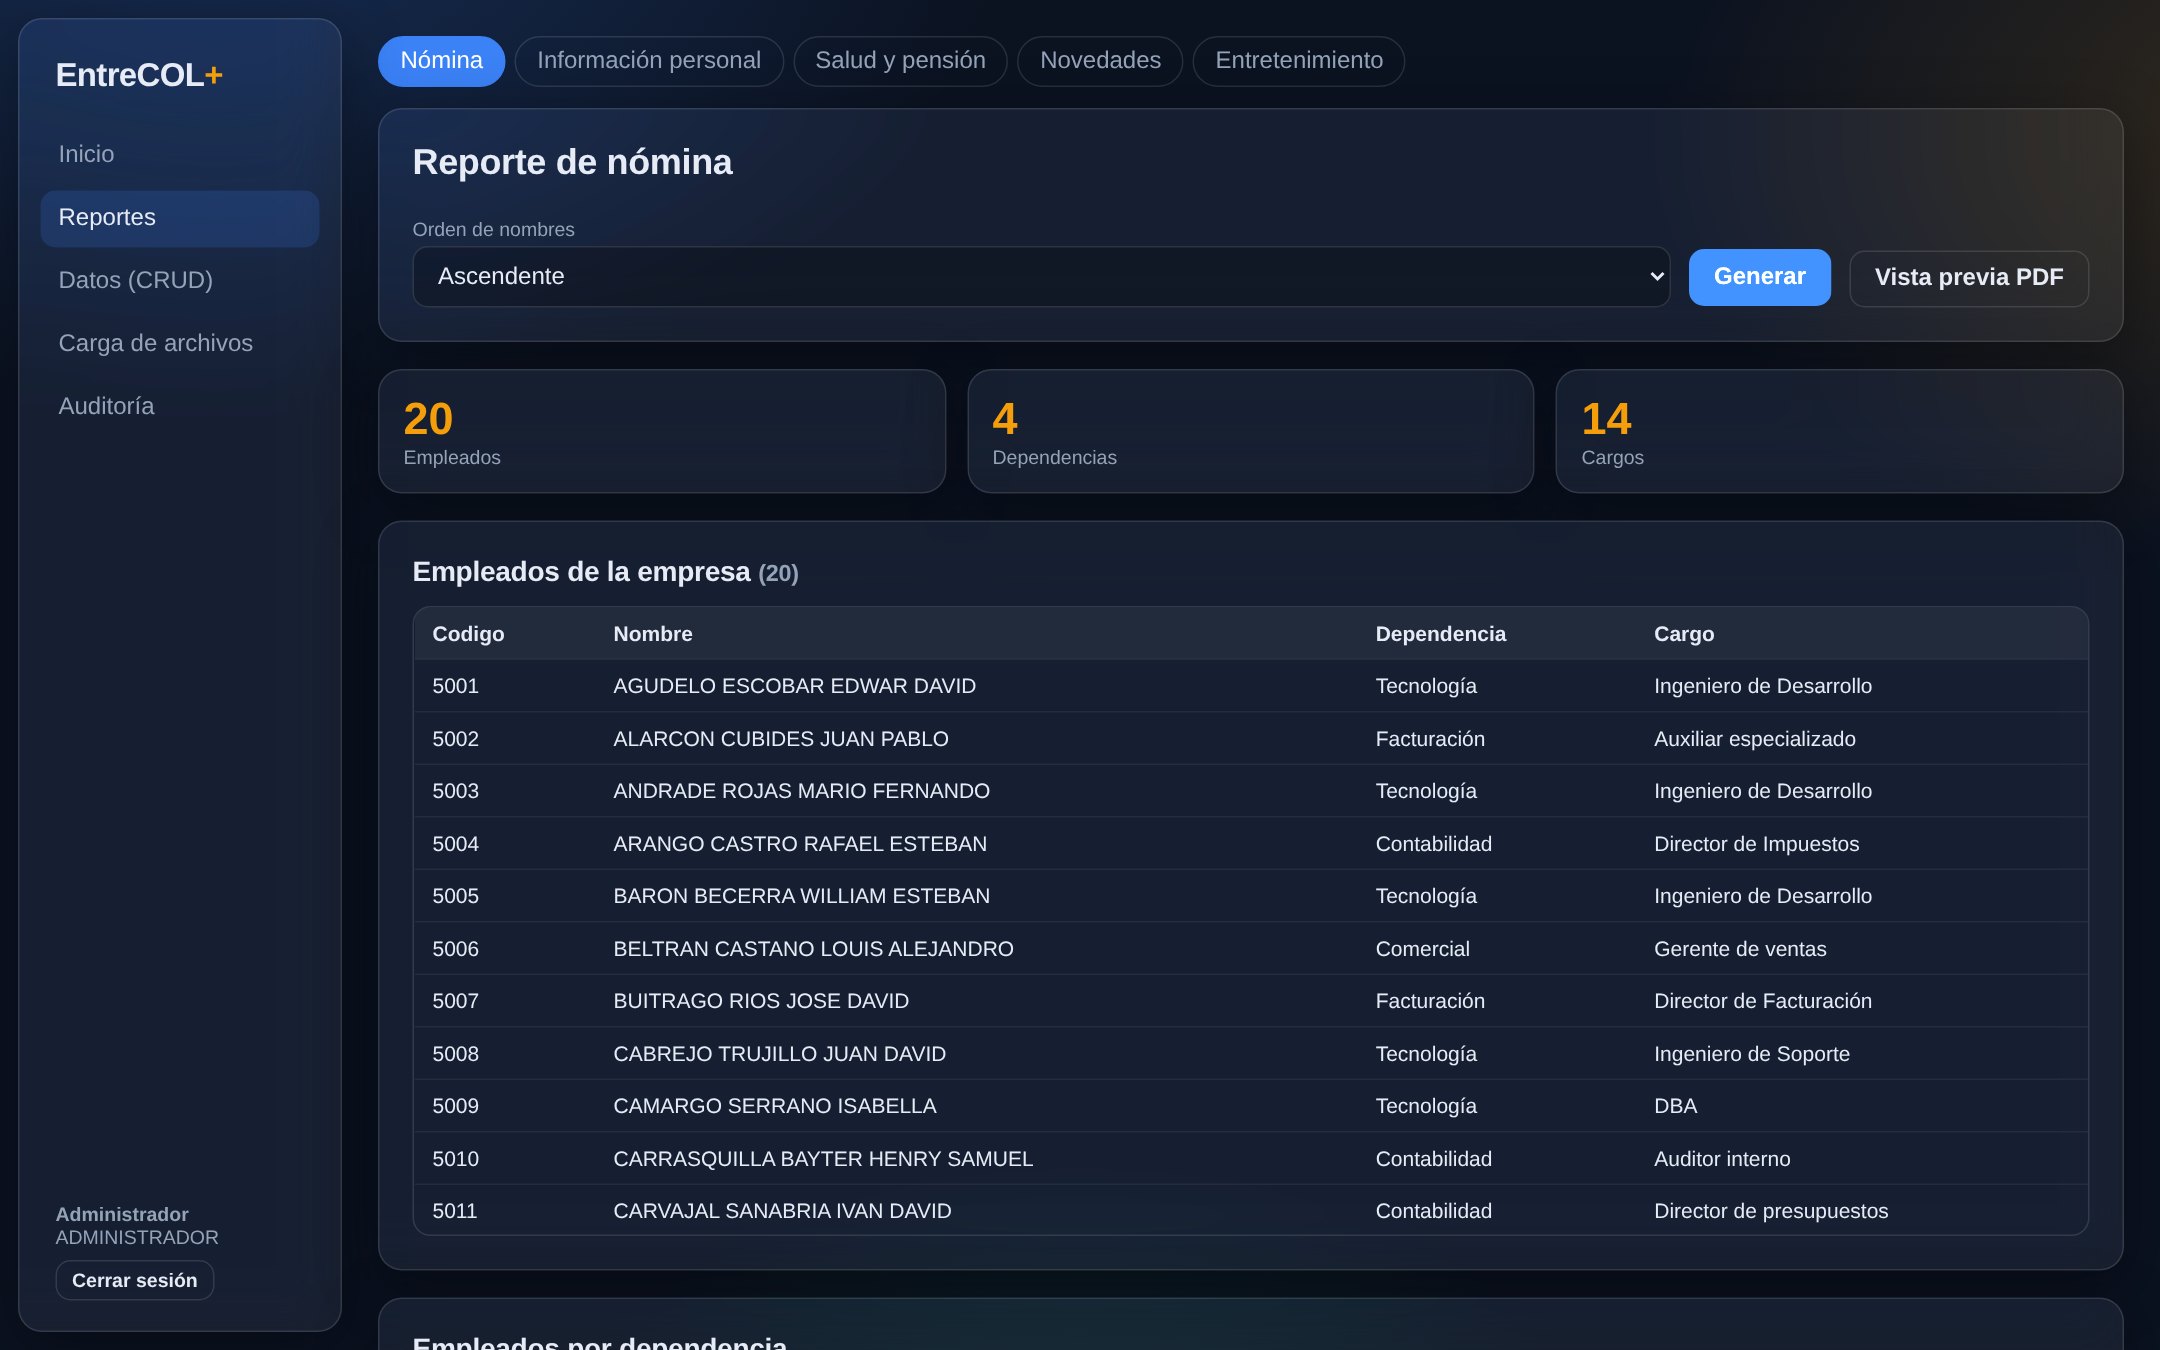 EntreCOL+
Inicio
Reportes
Datos (CRUD)
Carga de archivos
Auditoría
Administrador
ADMINISTRADOR
Cerrar sesión
Nómina Información personal Salud y pensión Novedades Entretenimiento
Reporte de nómina
Orden de nombres
Ascendente Generar Vista previa PDF
20 4 14
Empleados Dependencias Cargos
Empleados de la empresa (20)
Codigo Nombre Dependencia Cargo
5001 AGUDELO ESCOBAR EDWAR DAVID Tecnología Ingeniero de Desarrollo
5002 ALARCON CUBIDES JUAN PABLO Facturación Auxiliar especializado
5003 ANDRADE ROJAS MARIO FERNANDO Tecnología Ingeniero de Desarrollo
5004 ARANGO CASTRO RAFAEL ESTEBAN Contabilidad Director de Impuestos
5005 BARON BECERRA WILLIAM ESTEBAN Tecnología Ingeniero de Desarrollo
5006 BELTRAN CASTANO LOUIS ALEJANDRO Comercial Gerente de ventas
5007 BUITRAGO RIOS JOSE DAVID Facturación Director de Facturación
5008 CABREJO TRUJILLO JUAN DAVID Tecnología Ingeniero de Soporte
5009 CAMARGO SERRANO ISABELLA Tecnología DBA
5010 CARRASQUILLA BAYTER HENRY SAMUEL Contabilidad Auditor interno
5011 CARVAJAL SANABRIA IVAN DAVID Contabilidad Director de presupuestos
Empleados por dependencia